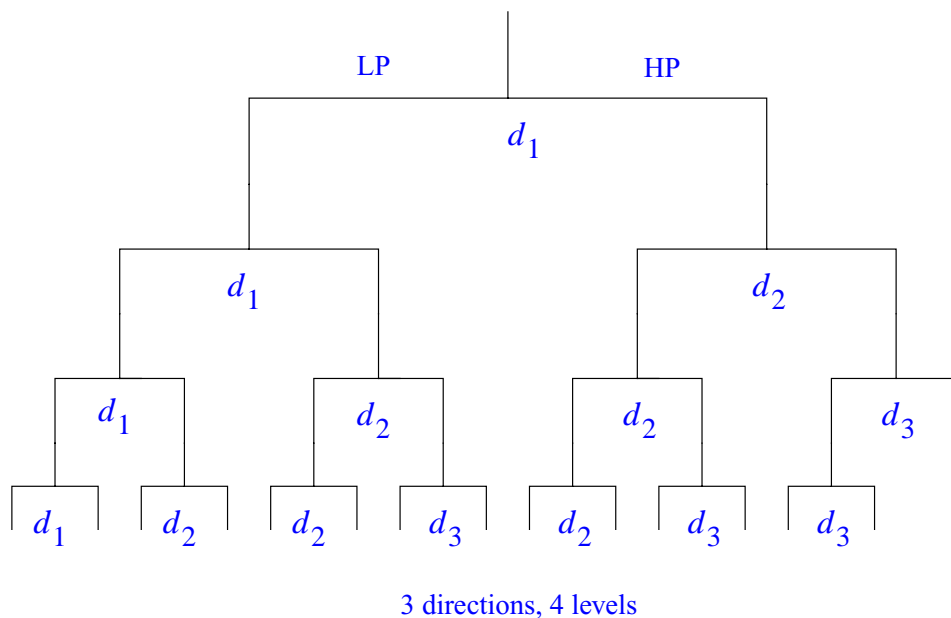 LP HP
d1
d1 d2
d1 d2 d2 d3
d1 d2 d2 d3 d2 d3 d3
3 directions, 4 levels